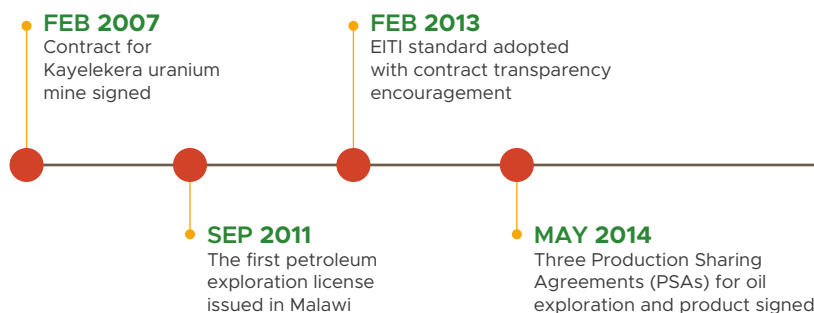 FEB 2007
Contract for
Kayelekera uranium
mine signed
FEB 2013
EITI standard adopted
with contract transparency
encouragement
SEP 2011
The first petroleum
exploration license
issued in Malawi
MAY 2014
Three Production Sharing
Agreements (PSAs) for oil
exploration and product signed